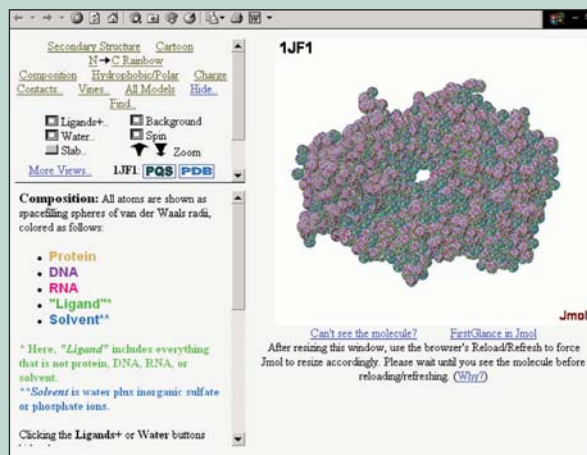 Secondary Structure Cartoon
N→C Rainbow
Composition Hydrophobic/Polar Charge
Contacts.. Vines.. All Models Hide..
Find..
Ligands+.. Background
Water.. Spin
Slab.. Zoom
More Views.. 1JF1: PQS PDB
Composition: All atoms are shown as
spacefilling spheres of van der Waals radii,
colored as follows:
• Protein
• DNA
• RNA
• "Ligand"*
• Solvent**
* Here, "Ligand" includes everything
that is not protein, DNA, RNA, or
solvent.
**Solvent is water plus inorganic sulfate
or phosphate ions.
Clicking the Ligands+ or Water buttons
1JF1
Jmol
Can't see the molecule? FirstGlance in Jmol
After resizing this window, use the browser's Reload/Refresh to force
Jmol to resize accordingly. Please wait until you see the molecule before
reloading/refreshing. (Why?)